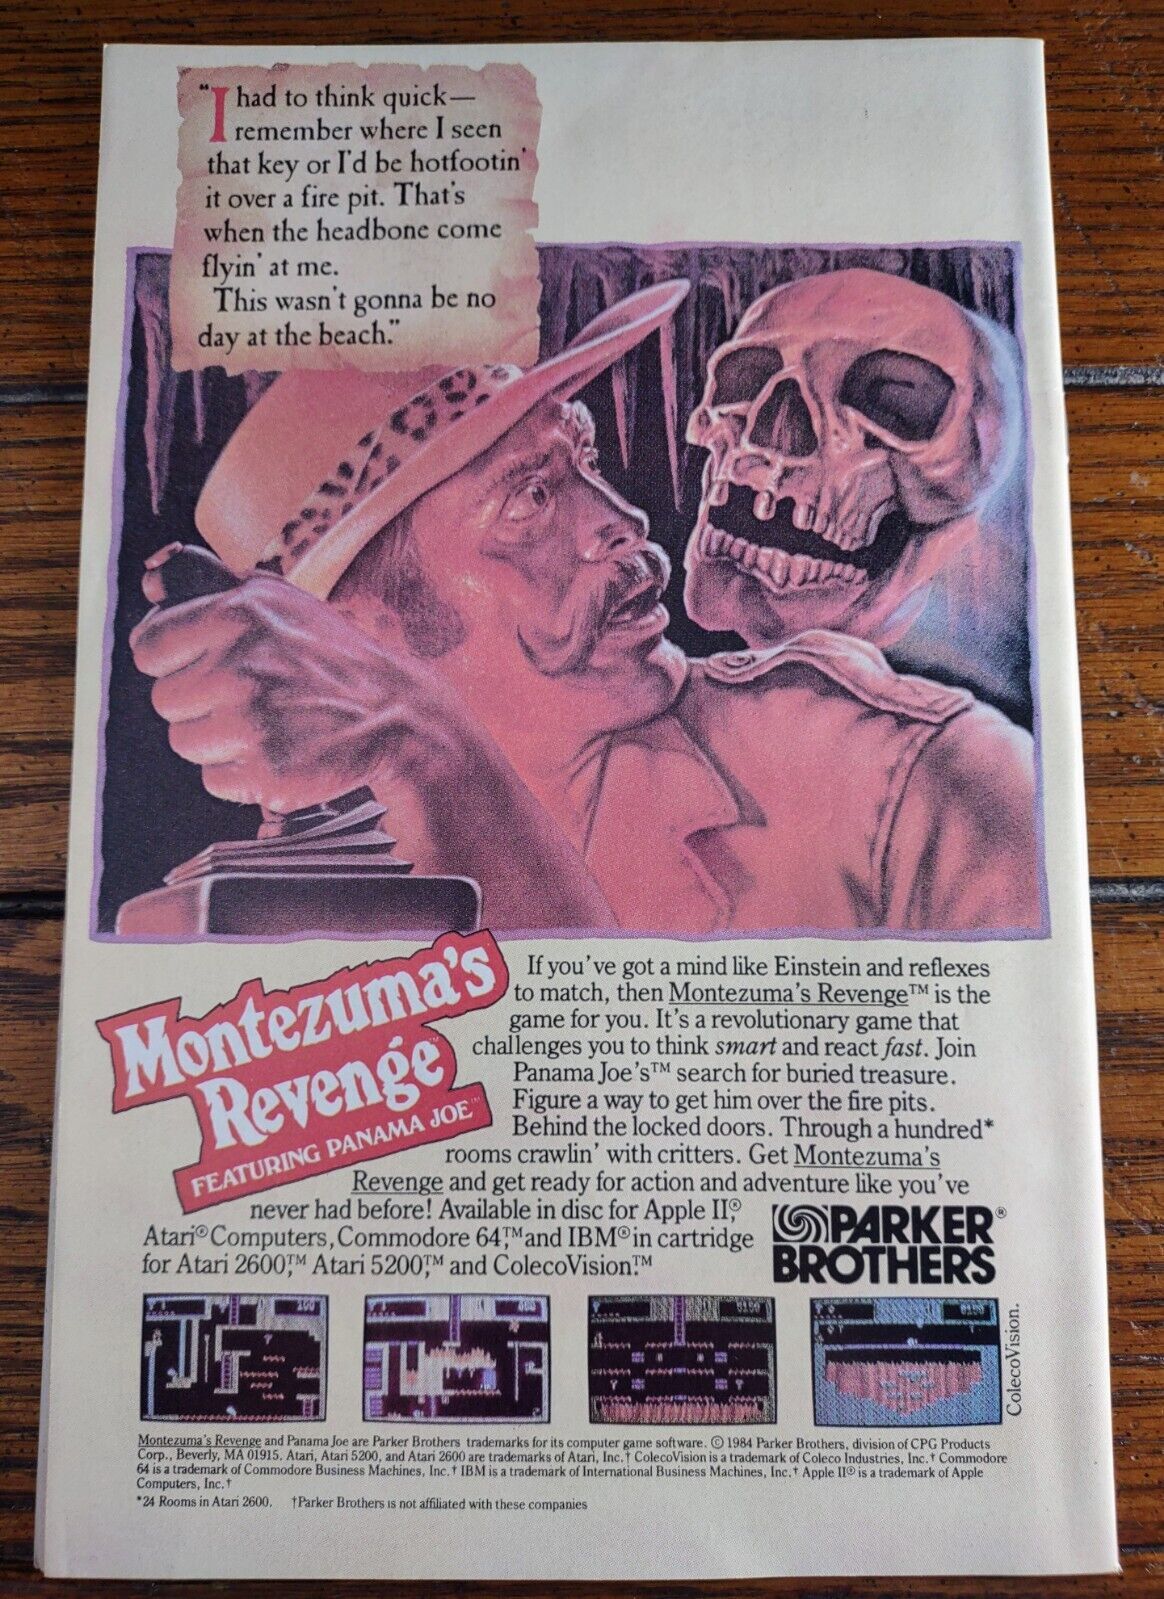 "I had to think quick—
remember where I seen
that key or I'd be hotfootin'
it over a fire pit. That's
when the headbone come
flyin' at me.
This wasn't gonna be no
day at the beach."
Montezuma's
Revenge™
FEATURING PANAMA JOE™
If you've got a mind like Einstein and reflexes
to match, then Montezuma's Revenge™ is the
game for you. It's a revolutionary game that
challenges you to think smart and react fast. Join
Panama Joe's™ search for buried treasure.
Figure a way to get him over the fire pits.
Behind the locked doors. Through a hundred*
rooms crawlin' with critters. Get Montezuma's
Revenge and get ready for action and adventure like you've
never had before! Available in disc for Apple II,®
Atari® Computers, Commodore 64,™ and IBM® in cartridge
for Atari 2600,™ Atari 5200,™ and ColecoVision.™
PARKER®
BROTHERS
ColecoVision.
Montezuma's Revenge and Panama Joe are Parker Brothers trademarks for its computer game software. © 1984 Parker Brothers, division of CPG Products
Corp., Beverly, MA 01915. Atari, Atari 5200, and Atari 2600 are trademarks of Atari, Inc.† ColecoVision is a trademark of Coleco Industries, Inc.† Commodore
64 is a trademark of Commodore Business Machines, Inc.† IBM is a trademark of International Business Machines, Inc.† Apple II® is a trademark of Apple
Computers, Inc.†
*24 Rooms in Atari 2600. †Parker Brothers is not affiliated with these companies